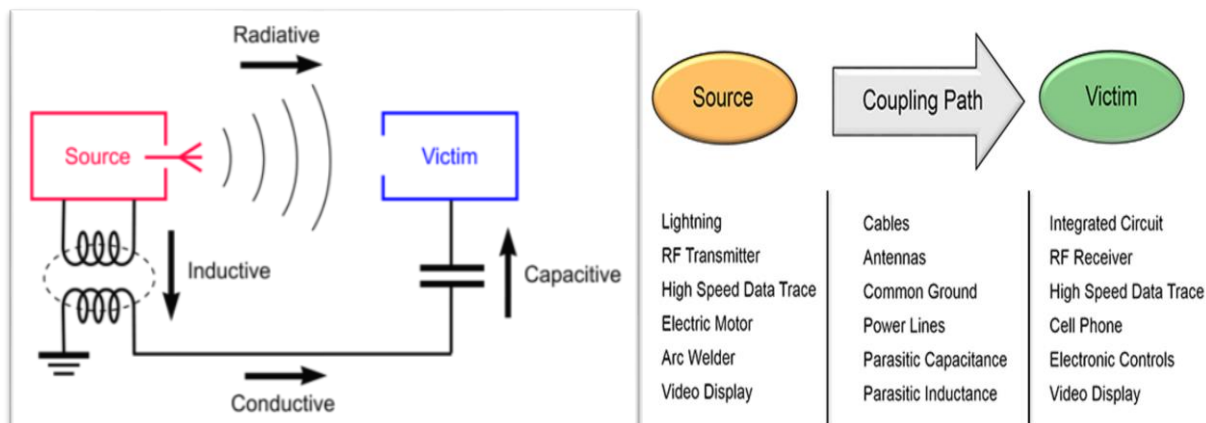 Radiative
Source
Victim
Inductive
Capacitive
Conductive
Source
Coupling Path
Victim
Lightning
RF Transmitter
High Speed Data Trace
Electric Motor
Arc Welder
Video Display
Cables
Antennas
Common Ground
Power Lines
Parasitic Capacitance
Parasitic Inductance
Integrated Circuit
RF Receiver
High Speed Data Trace
Cell Phone
Electronic Controls
Video Display